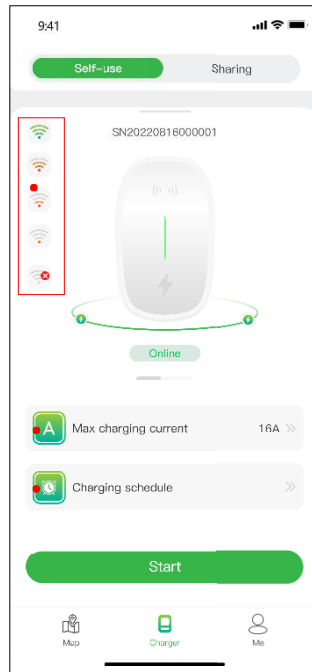 9:41
Self-use
Sharing
SN20220816000001
Online
A
Max charging current
16A
Charging schedule
Start
Map
Charger
Me